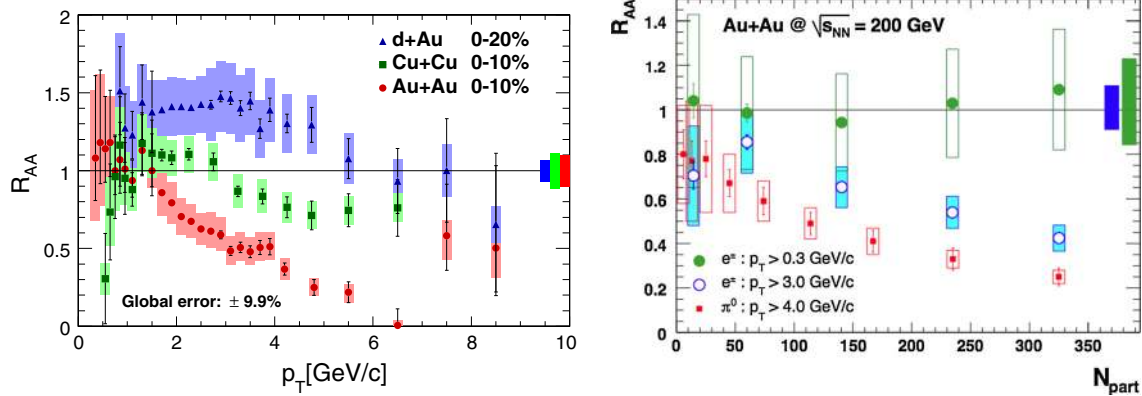 d+Au 0-20%
Cu+Cu 0-10%
Au+Au 0-10%
Global error: ± 9.9%
R_AA
2
1.5
1
0.5
0
0 2 4 6 8 10
p_T[GeV/c]
Au+Au @ √s_NN = 200 GeV
R_AA
1.4
1.2
1
0.8
0.6
0.4
0.2
0
e± : p_T > 0.3 GeV/c
e± : p_T > 3.0 GeV/c
π⁰ : p_T > 4.0 GeV/c
0 50 100 150 200 250 300 350
N_part